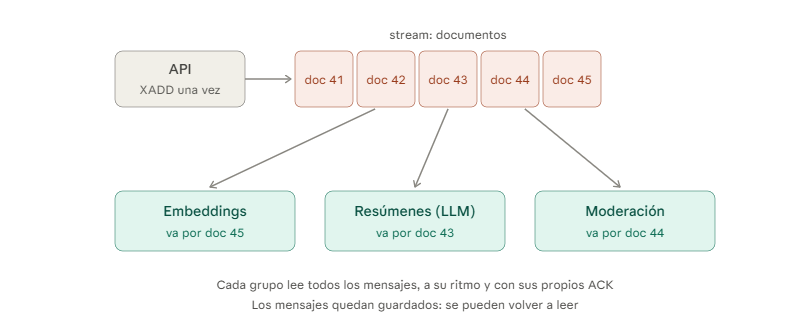 stream: documentos
API
XADD una vez
doc 41
doc 42
doc 43
doc 44
doc 45
Embeddings
va por doc 45
Resúmenes (LLM)
va por doc 43
Moderación
va por doc 44
Cada grupo lee todos los mensajes, a su ritmo y con sus propios ACK
Los mensajes quedan guardados: se pueden volver a leer